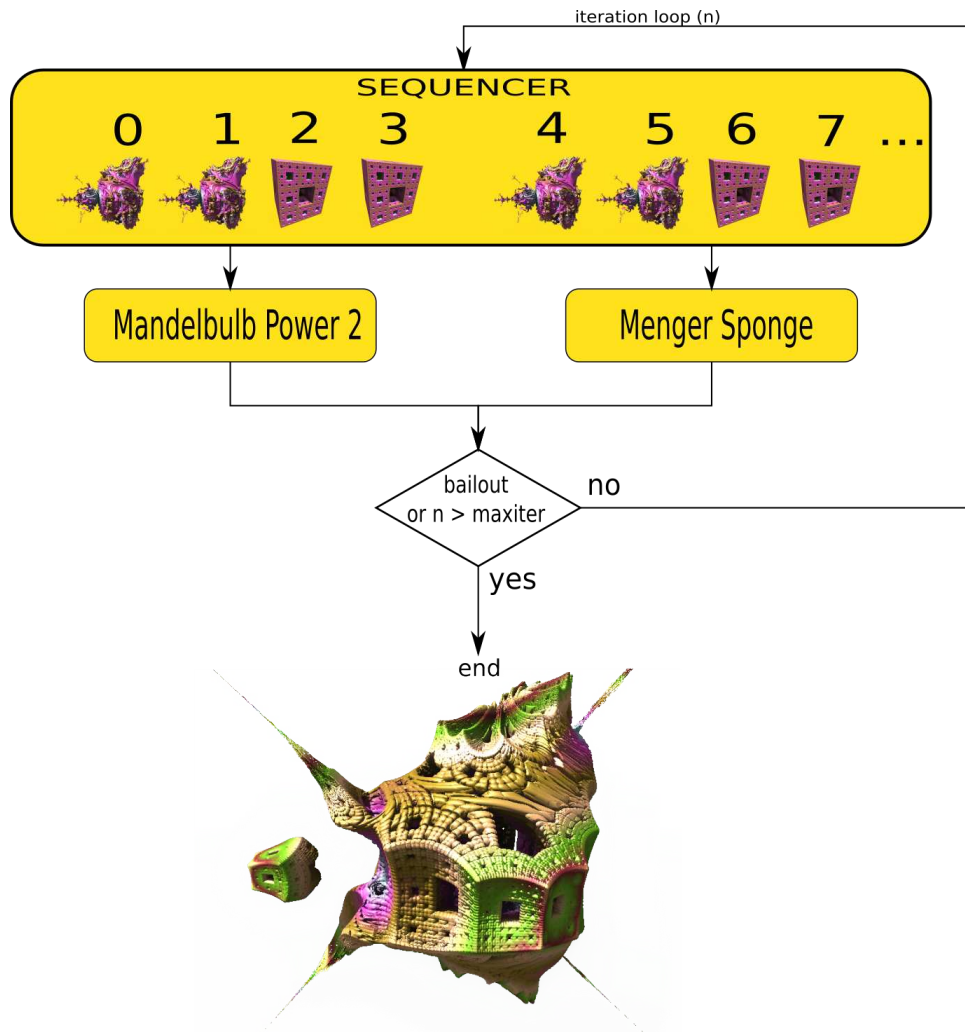 iteration loop (n)
SEQUENCER
0 1 2 3 4 5 6 7 ...
Mandelbulb Power 2
Menger Sponge
bailout
or n > maxiter
no
yes
end